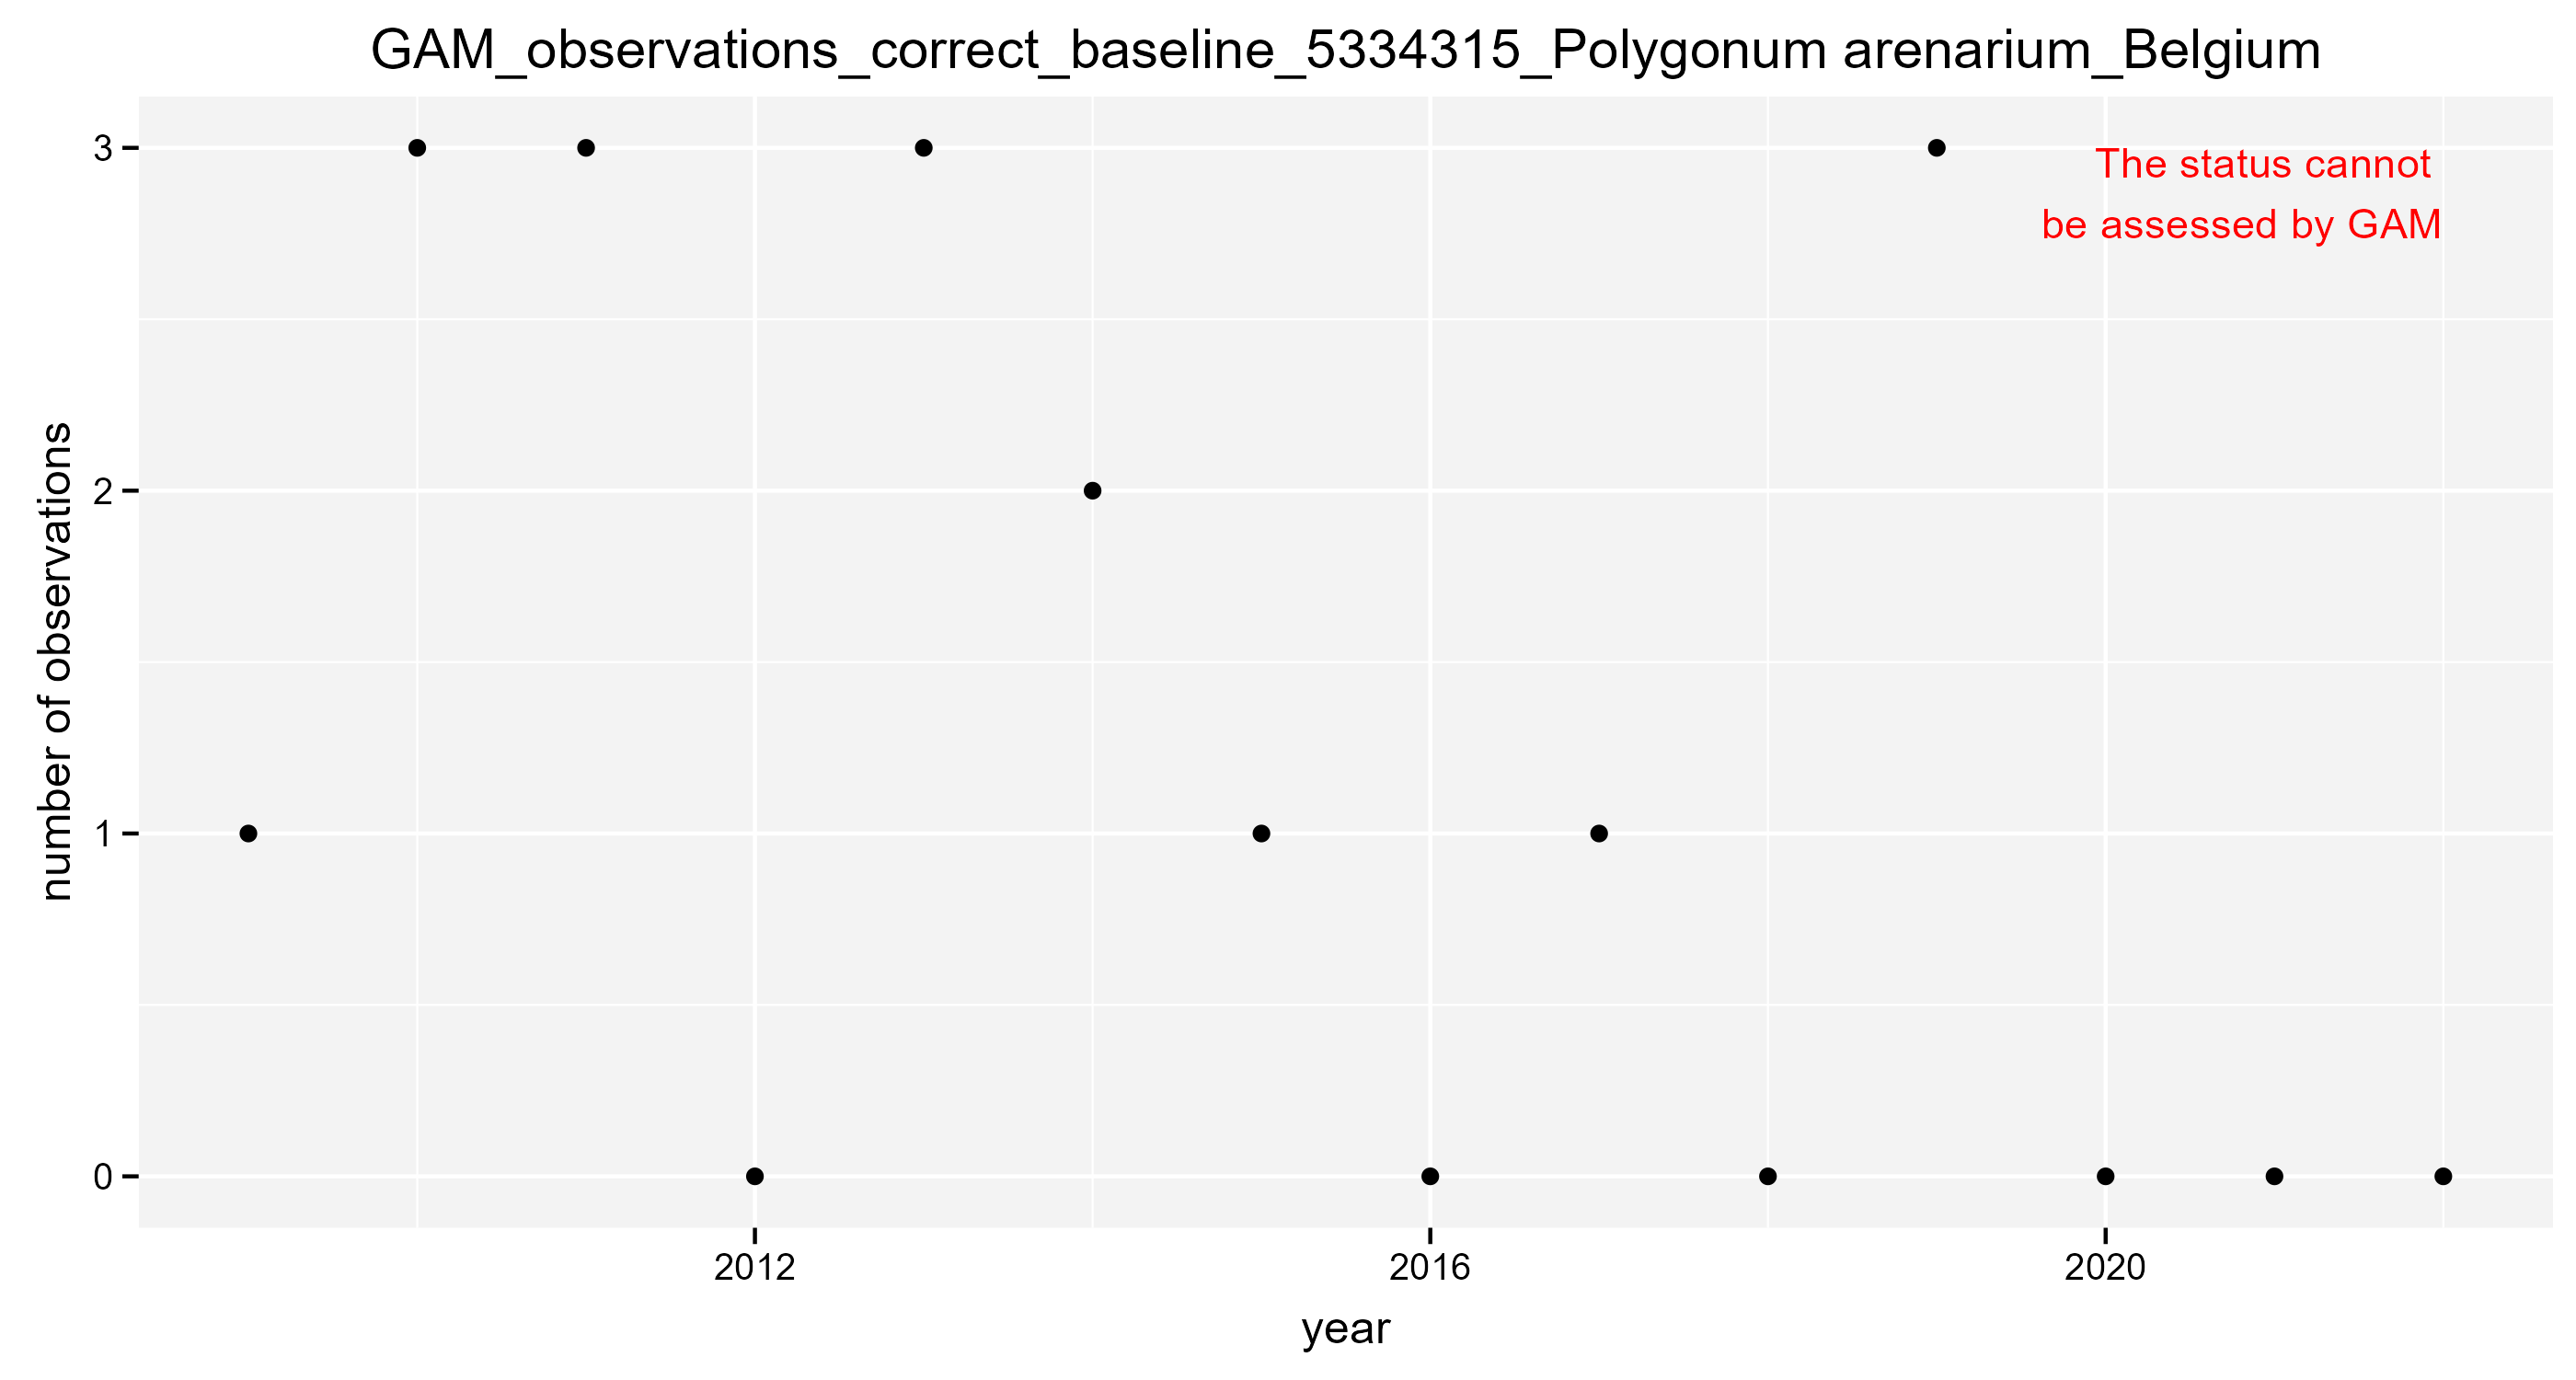 GAM_observations_correct_baseline_5334315_Polygonum arenarium_Belgium
The status cannot
be assessed by GAM
number of observations
3
2
1
0
2012
2016
2020
year